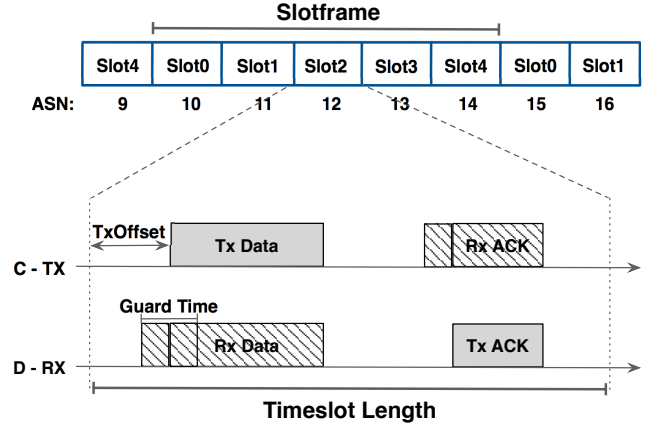 Slotframe
Slot4 Slot0 Slot1 Slot2 Slot3 Slot4 Slot0 Slot1
ASN: 9 10 11 12 13 14 15 16
TxOffset Tx Data Rx ACK
C - TX
Guard Time
Rx Data Tx ACK
D - RX
Timeslot Length